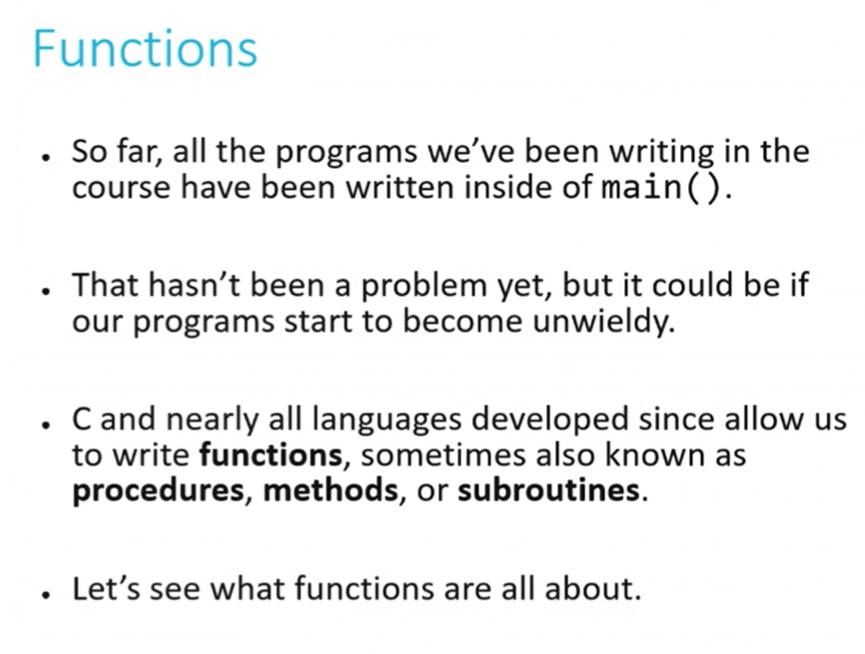 Functions
• So far, all the programs we’ve been writing in the
course have been written inside of main().
• That hasn’t been a problem yet, but it could be if
our programs start to become unwieldy.
• C and nearly all languages developed since allow us
to write functions, sometimes also known as
procedures, methods, or subroutines.
• Let’s see what functions are all about.